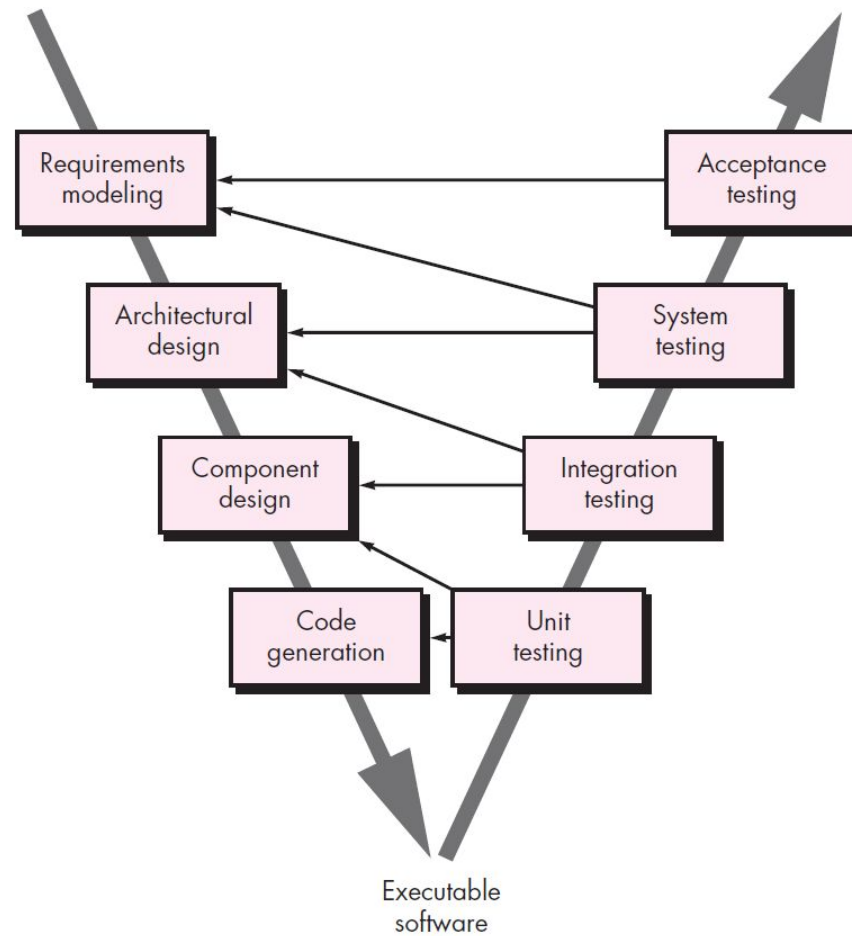 Requirements
modeling
Acceptance
testing
Architectural
design
System
testing
Component
design
Integration
testing
Code
generation
Unit
testing
Executable
software